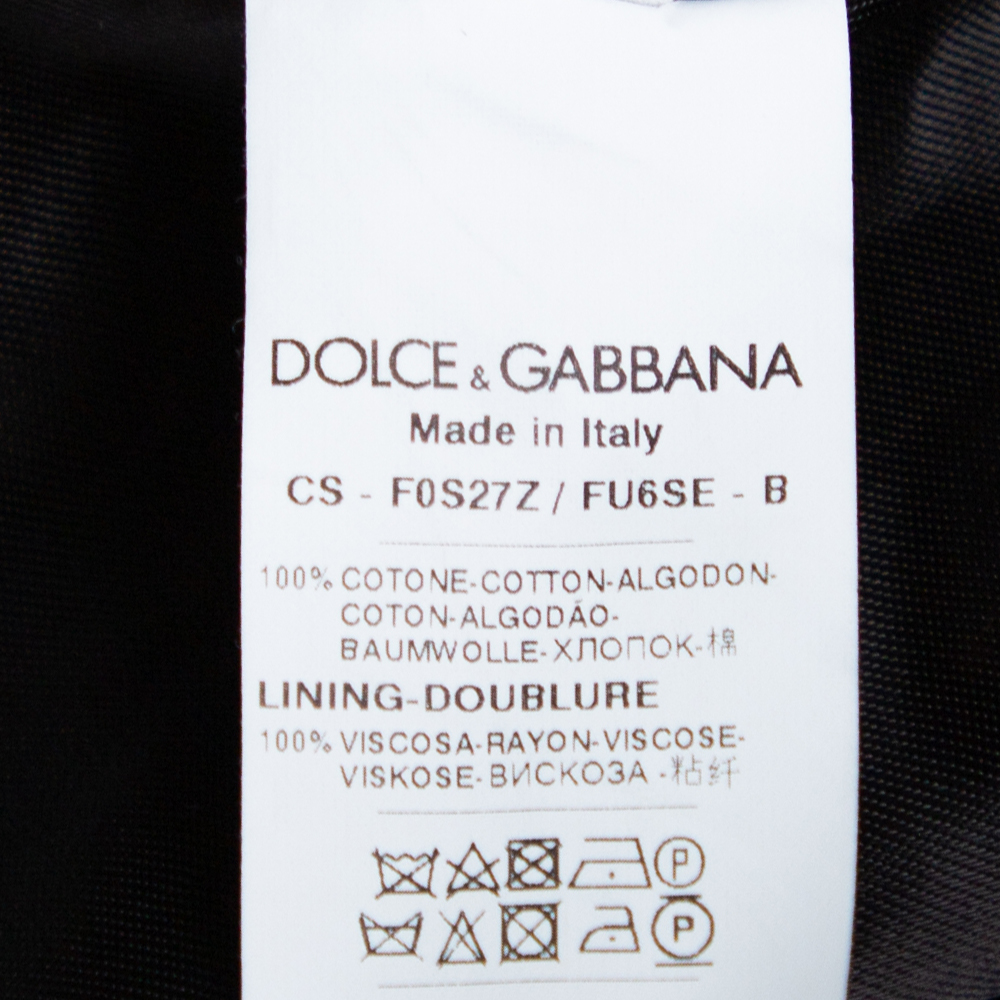 DOLCE & GABBANA
Made in Italy
CS - F0S27Z / FU6SE - B
100% COTONE-COTTON-ALGODON-
COTON-ALGODÃO-
BAUMWOLLE-ХЛОПОК-棉
LINING-DOUBLURE
100% VISCOSA-RAYON-VISCOSE-
VISKOSE-ВИСКОЗА -粘纤
P
P